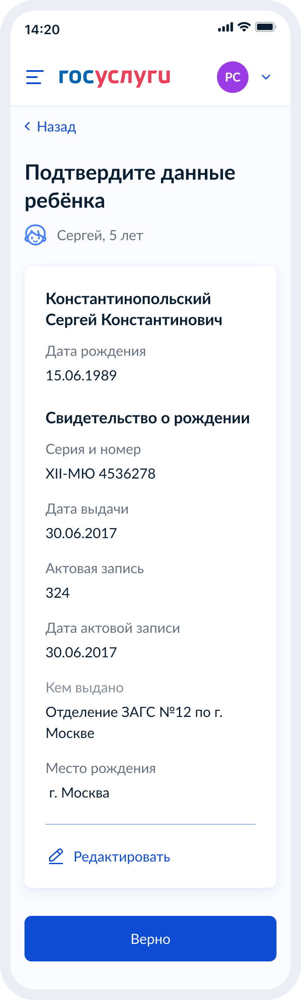 14:20
госуслуги
РС
Назад
Подтвердите данные
ребёнка
Сергей, 5 лет
Константинопольский
Сергей Константинович
Дата рождения
15.06.1989
Свидетельство о рождении
Серия и номер
XII-МЮ 4536278
Дата выдачи
30.06.2017
Актовая запись
324
Дата актовой записи
30.06.2017
Кем выдано
Отделение ЗАГС №12 по г.
Москве
Место рождения
г. Москва
Редактировать
Верно